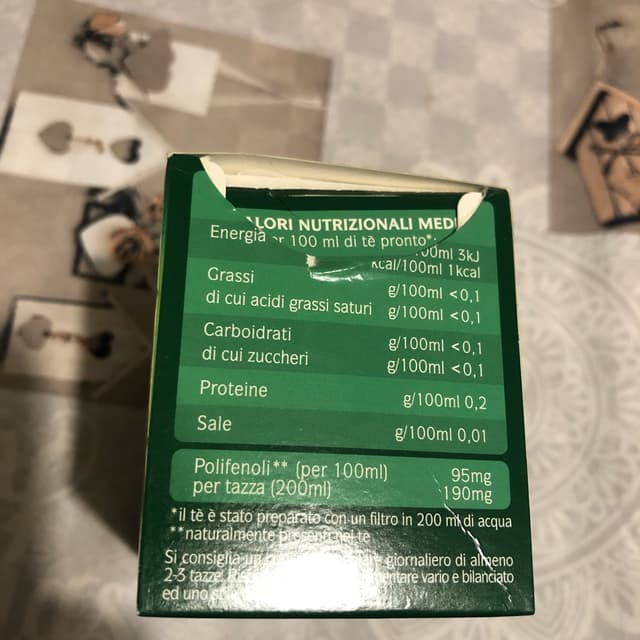 ALORI NUTRIZIONALI MEDI
er 100 ml di tè pronto*:
Energia 100ml 3kJ
kcal/100ml 1kcal
Grassi g/100ml <0,1
di cui acidi grassi saturi g/100ml <0,1
Carboidrati g/100ml <0,1
di cui zuccheri g/100ml <0,1
Proteine g/100ml 0,2
Sale g/100ml 0,01
Polifenoli** (per 100ml) 95mg
per tazza (200ml) 190mg
*il tè è stato preparato con un filtro in 200 ml di acqua
**naturalmente presenti nel tè
Si consiglia un giornaliero di almeno
2-3 tazze. vario e bilanciato
ed uno